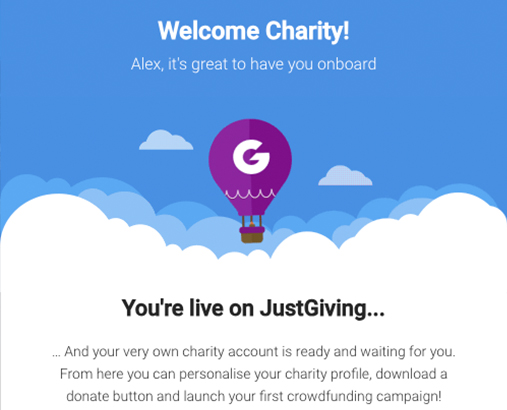 Welcome Charity!
Alex, it's great to have you onboard
G
You're live on JustGiving...
... And your very own charity account is ready and waiting for you.
From here you can personalise your charity profile, download a
donate button and launch your first crowdfunding campaign!